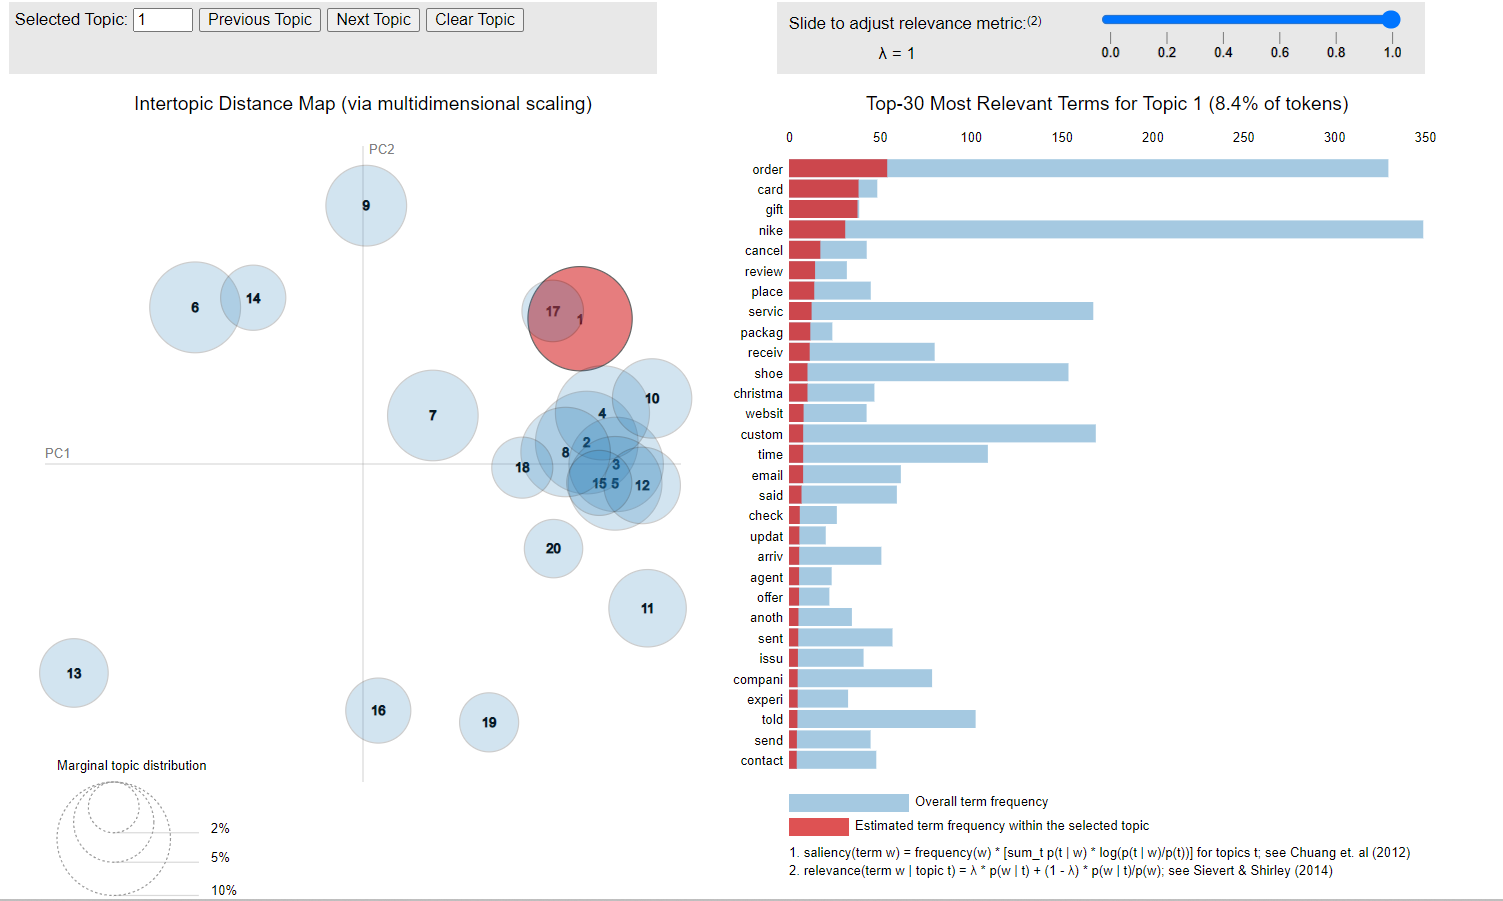 Selected Topic: 1 Previous Topic Next Topic Clear Topic
Slide to adjust relevance metric:(2)
λ = 1
0.0 0.2 0.4 0.6 0.8 1.0
Intertopic Distance Map (via multidimensional scaling)
PC2
PC1
9
6
14
17
1
7
10
4
2
8
3
18
15
5
12
20
11
13
16
19
Marginal topic distribution
2%
5%
10%
Top-30 Most Relevant Terms for Topic 1 (8.4% of tokens)
0 50 100 150 200 250 300 350
order
card
gift
nike
cancel
review
place
servic
packag
receiv
shoe
christma
websit
custom
time
email
said
check
updat
arriv
agent
offer
anoth
sent
issu
compani
experi
told
send
contact
Overall term frequency
Estimated term frequency within the selected topic
1. saliency(term w) = frequency(w) * [sum_t p(t | w) * log(p(t | w)/p(t))] for topics t; see Chuang et. al (2012)
2. relevance(term w | topic t) = λ * p(w | t) + (1 - λ) * p(w | t)/p(w); see Sievert & Shirley (2014)